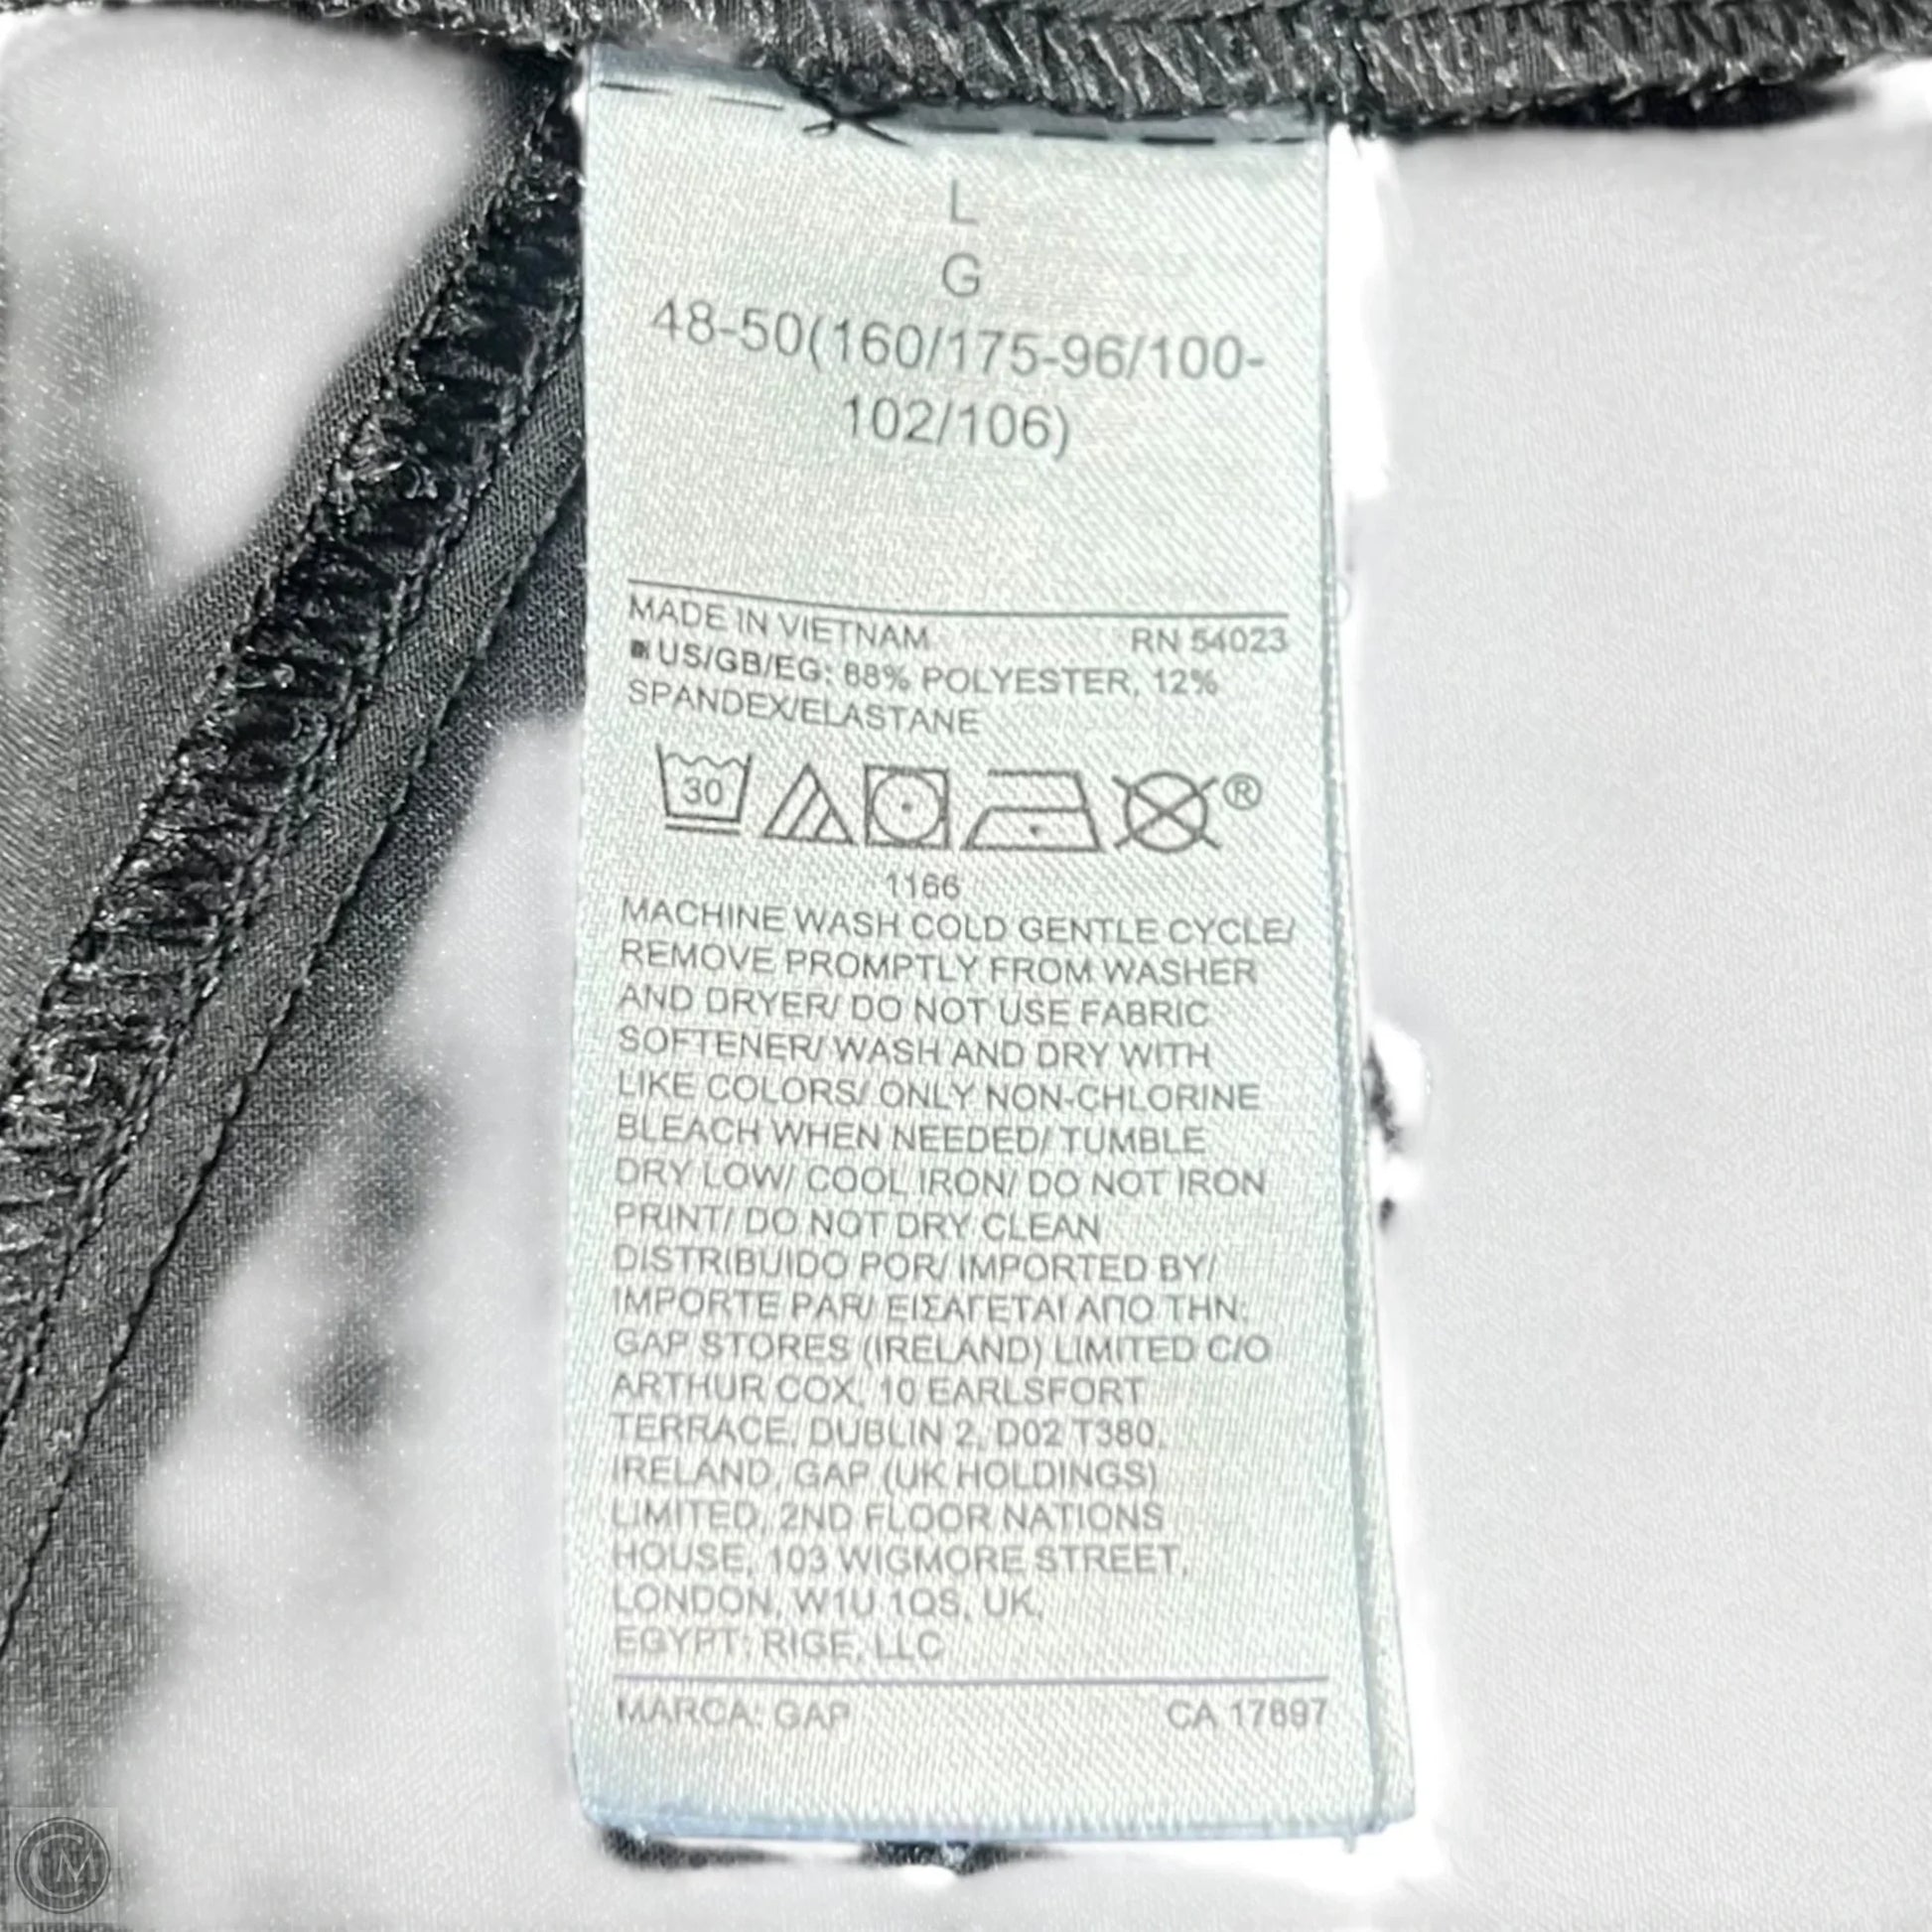 L
G
48-50(160/175-96/100-
102/106)
MADE IN VIETNAM RN 54023
US/GB/EG: 88% POLYESTER, 12%
SPANDEX/ELASTANE
30 ®
1166
MACHINE WASH COLD GENTLE CYCLE/
REMOVE PROMPTLY FROM WASHER
AND DRYER/ DO NOT USE FABRIC
SOFTENER/ WASH AND DRY WITH
LIKE COLORS/ ONLY NON-CHLORINE
BLEACH WHEN NEEDED/ TUMBLE
DRY LOW/ COOL IRON/ DO NOT IRON
PRINT/ DO NOT DRY CLEAN
DISTRIBUIDO POR/ IMPORTED BY/
IMPORTE PAR/ ΕΙΣΑΓΕΤΑΙ ΑΠΟ ΤΗΝ:
GAP STORES (IRELAND) LIMITED C/O
ARTHUR COX, 10 EARLSFORT
TERRACE, DUBLIN 2, D02 T380,
IRELAND, GAP (UK HOLDINGS)
LIMITED, 2ND FLOOR NATIONS
HOUSE, 103 WIGMORE STREET,
LONDON, W1U 1QS, UK,
EGYPT: RIGE, LLC
MARCA: GAP CA 17897
CM